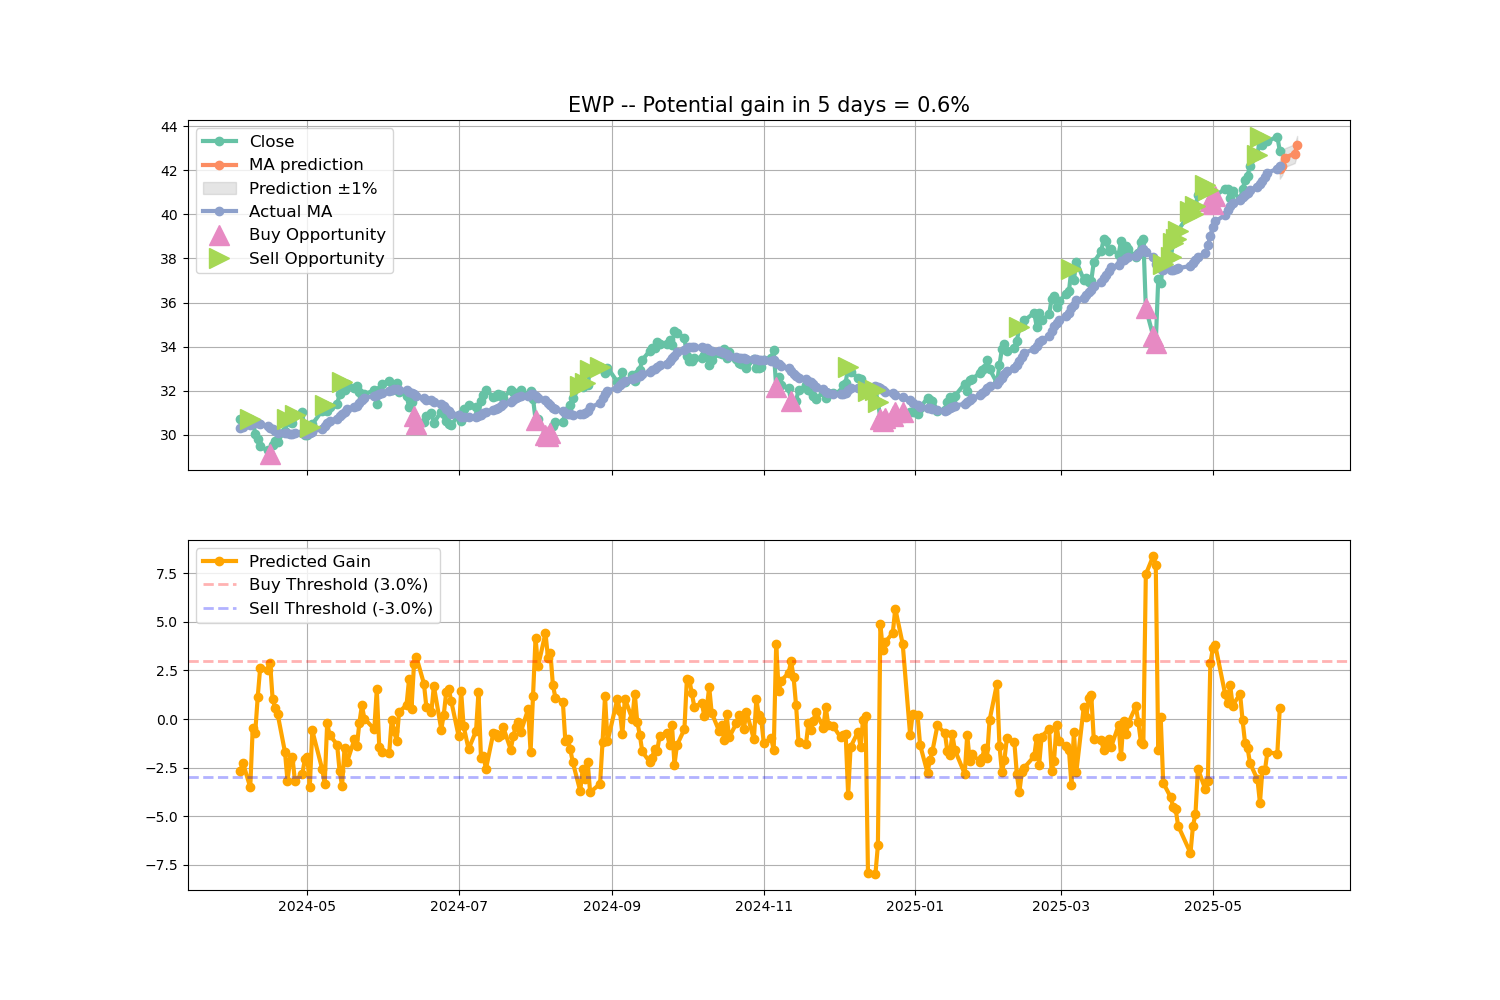 EWP -- Potential gain in 5 days = 0.6%
44
42
40
38
36
34
32
30
Close
MA prediction
Prediction ±1%
Actual MA
Buy Opportunity
Sell Opportunity
7.5
5.0
2.5
0.0
−2.5
−5.0
−7.5
Predicted Gain
Buy Threshold (3.0%)
Sell Threshold (-3.0%)
2024-05
2024-07
2024-09
2024-11
2025-01
2025-03
2025-05